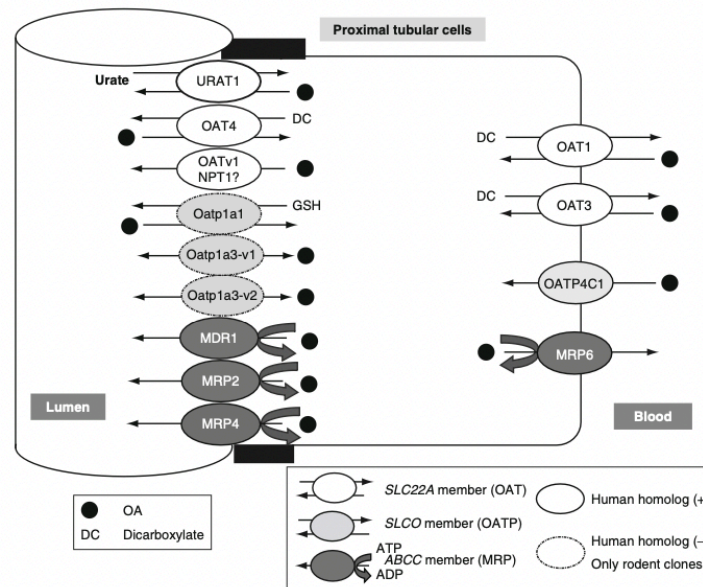 Proximal tubular cells
Urate
URAT1
OAT4
DC
OATv1
NPT1?
Oatp1a1
GSH
Oatp1a3-v1
Oatp1a3-v2
MDR1
MRP2
MRP4
Lumen
DC
OAT1
DC
OAT3
OATP4C1
MRP6
Blood
OA
DC Dicarboxylate
SLC22A member (OAT)
SLCO member (OATP)
ATP
ABCC member (MRP)
ADP
Human homolog (+
Human homolog (–
Only rodent clones